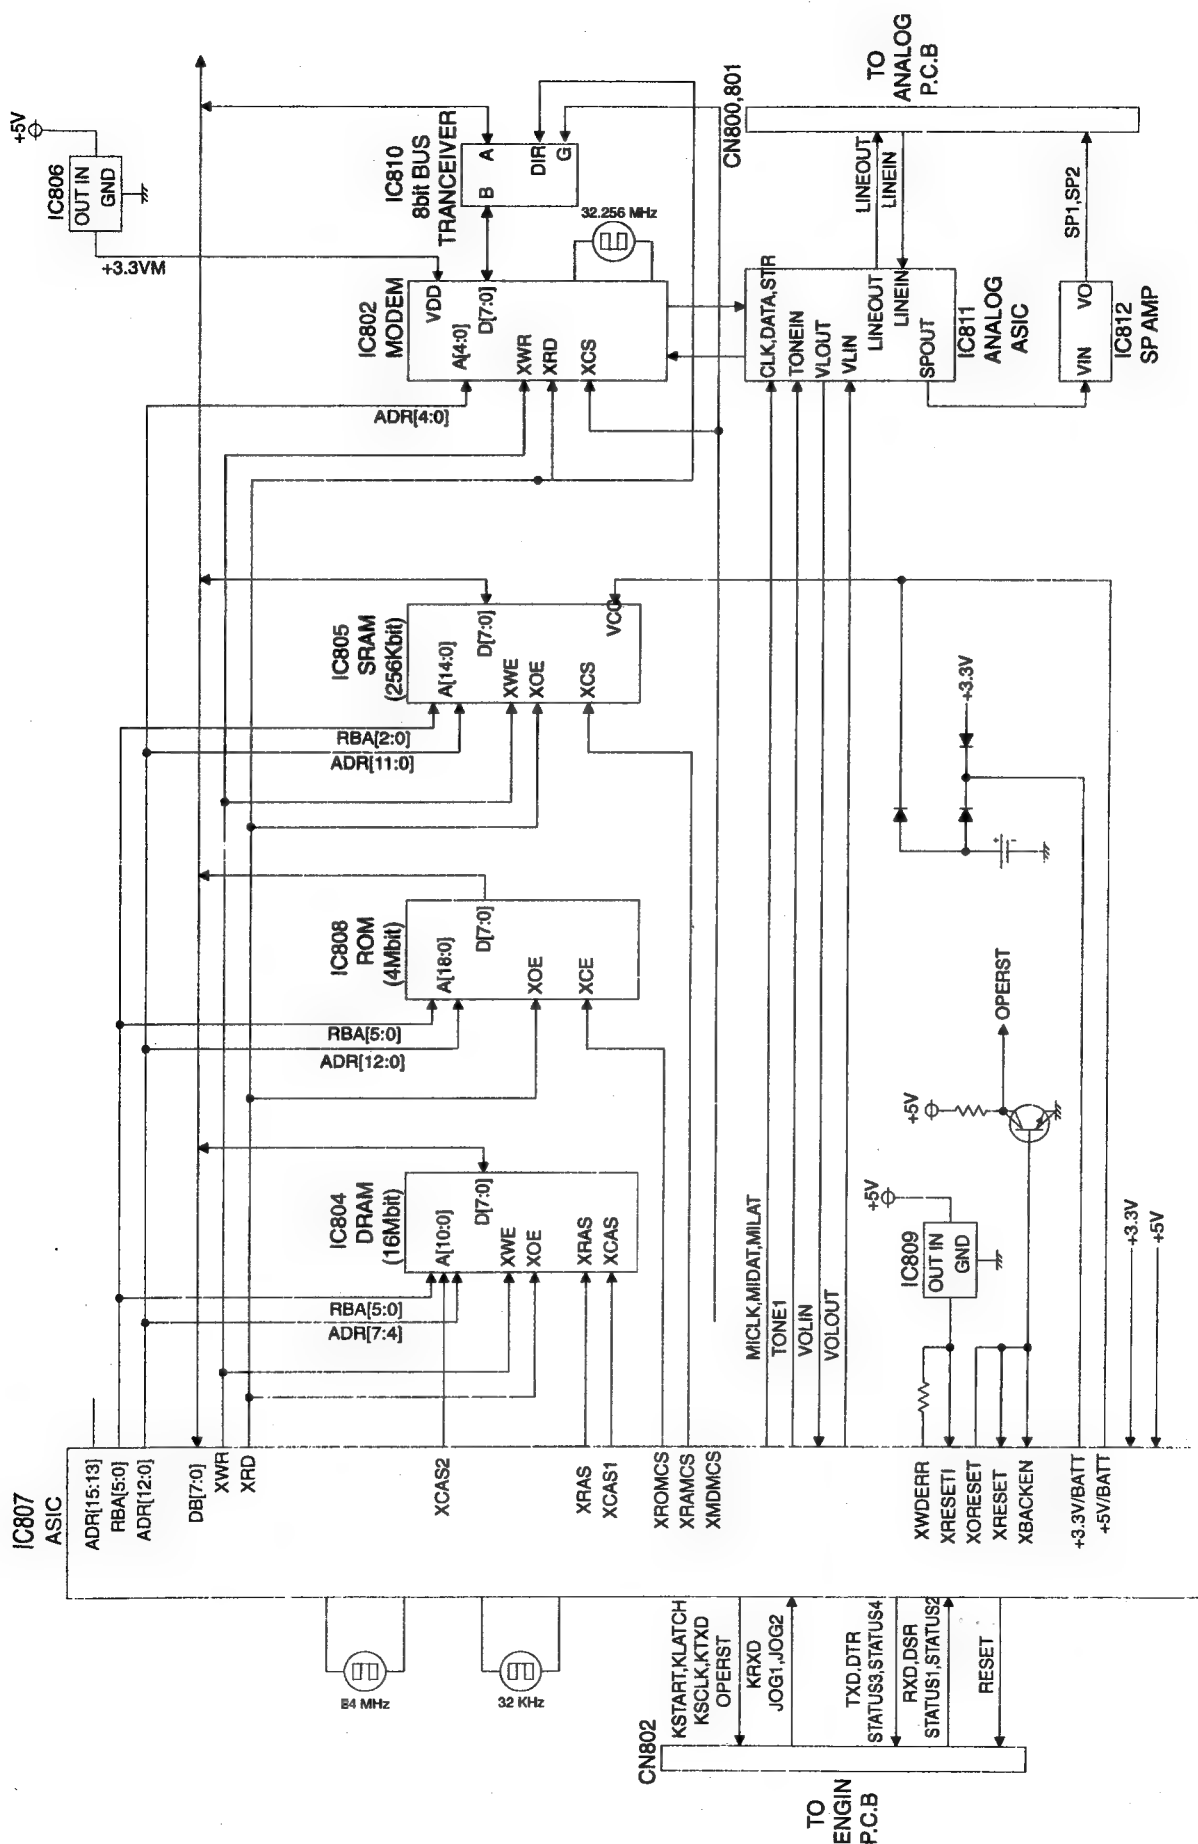 IC807
ASIC
ADR[15:13]
RBA[5:0]
ADR[12:0]
DB[7:0]
XWR
XRD
XCAS2
XRAS
XCAS1
XROMCS
XRAMCS
XMDMCS
XWDERR
XRESETI
XORESET
XRESET
XBACKEN
+3.3V/BATT
+5V/BATT
32 KHz
CN802
KSTART,KLATCH
KSCLK,KTXD
OPERST
KRXD
JOG1,JOG2
TXD,DTR
STATUS3,STATUS4
RXD,DSR
STATUS1,STATUS2
RESET
TO
ENGIN
P.C.B
IC804
DRAM
(16Mbit)
RBA[5:0]
ADR[7:4]
A[10:0]
D[7:0]
XWE
XOE
XRAS
XCAS
IC808
ROM
(4Mbit)
RBA[5:0]
ADR[12:0]
A[18:0]
D[7:0]
XOE
XCE
IC805
SRAM
(256Kbit)
RBA[2:0]
ADR[11:0]
A[14:0]
D[7:0]
XWE
XOE
XCS
VCC
IC802
MODEM
ADR[4:0]
VDD
A[4:0]
D[7:0]
XWR
XRD
XCS
32.256 MHz
IC806
OUT IN
GND
+5V
+3.3VM
IC810
8bit BUS
TRANCEIVER
B A
DIR
G
MICLK,MIDAT,MILAT
TONE1
VOLIN
VOLOUT
CLK,DATA,STR
TONEIN
VLOUT
VLIN
LINEOUT
LINEIN
SPOUT
IC811
ANALOG
ASIC
LINEOUT
LINEIN
SP1,SP2
VIN VO
IC812
SP AMP
CN800,801
TO
ANALOG
P.C.B
IC809
OUT IN
GND
+5V
+5V
OPERST
+
-
+3.3V
+3.3V
+5V